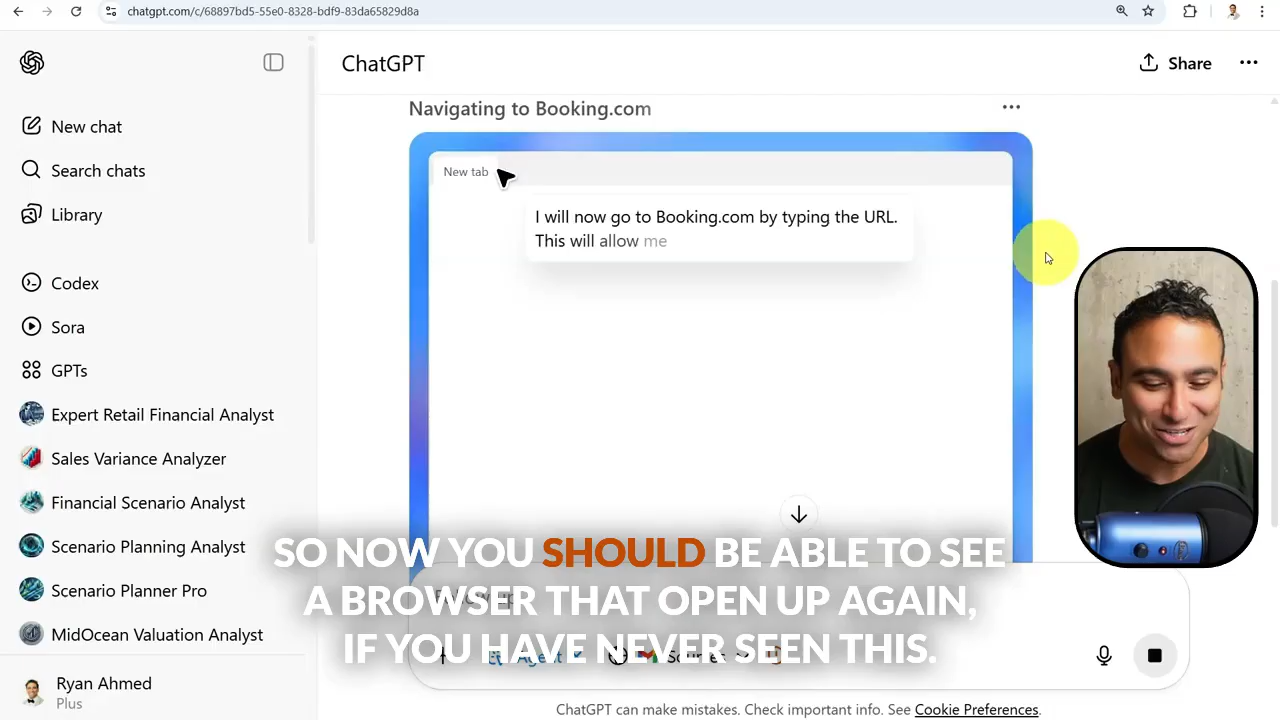 chatgpt.com/c/68897bd5-55e0-8328-bdf9-83da65829d8a
ChatGPT
Share
New chat
Search chats
Library
Codex
Sora
GPTs
Expert Retail Financial Analyst
Sales Variance Analyzer
Financial Scenario Analyst
Scenario Planning Analyst
Scenario Planner Pro
MidOcean Valuation Analyst
Ryan Ahmed
Plus
Navigating to Booking.com
New tab
I will now go to Booking.com by typing the URL.
This will allow me
SO NOW YOU SHOULD BE ABLE TO SEE
A BROWSER THAT OPEN UP AGAIN,
IF YOU HAVE NEVER SEEN THIS.
Agent
Sources
ChatGPT can make mistakes. Check important info. See Cookie Preferences.